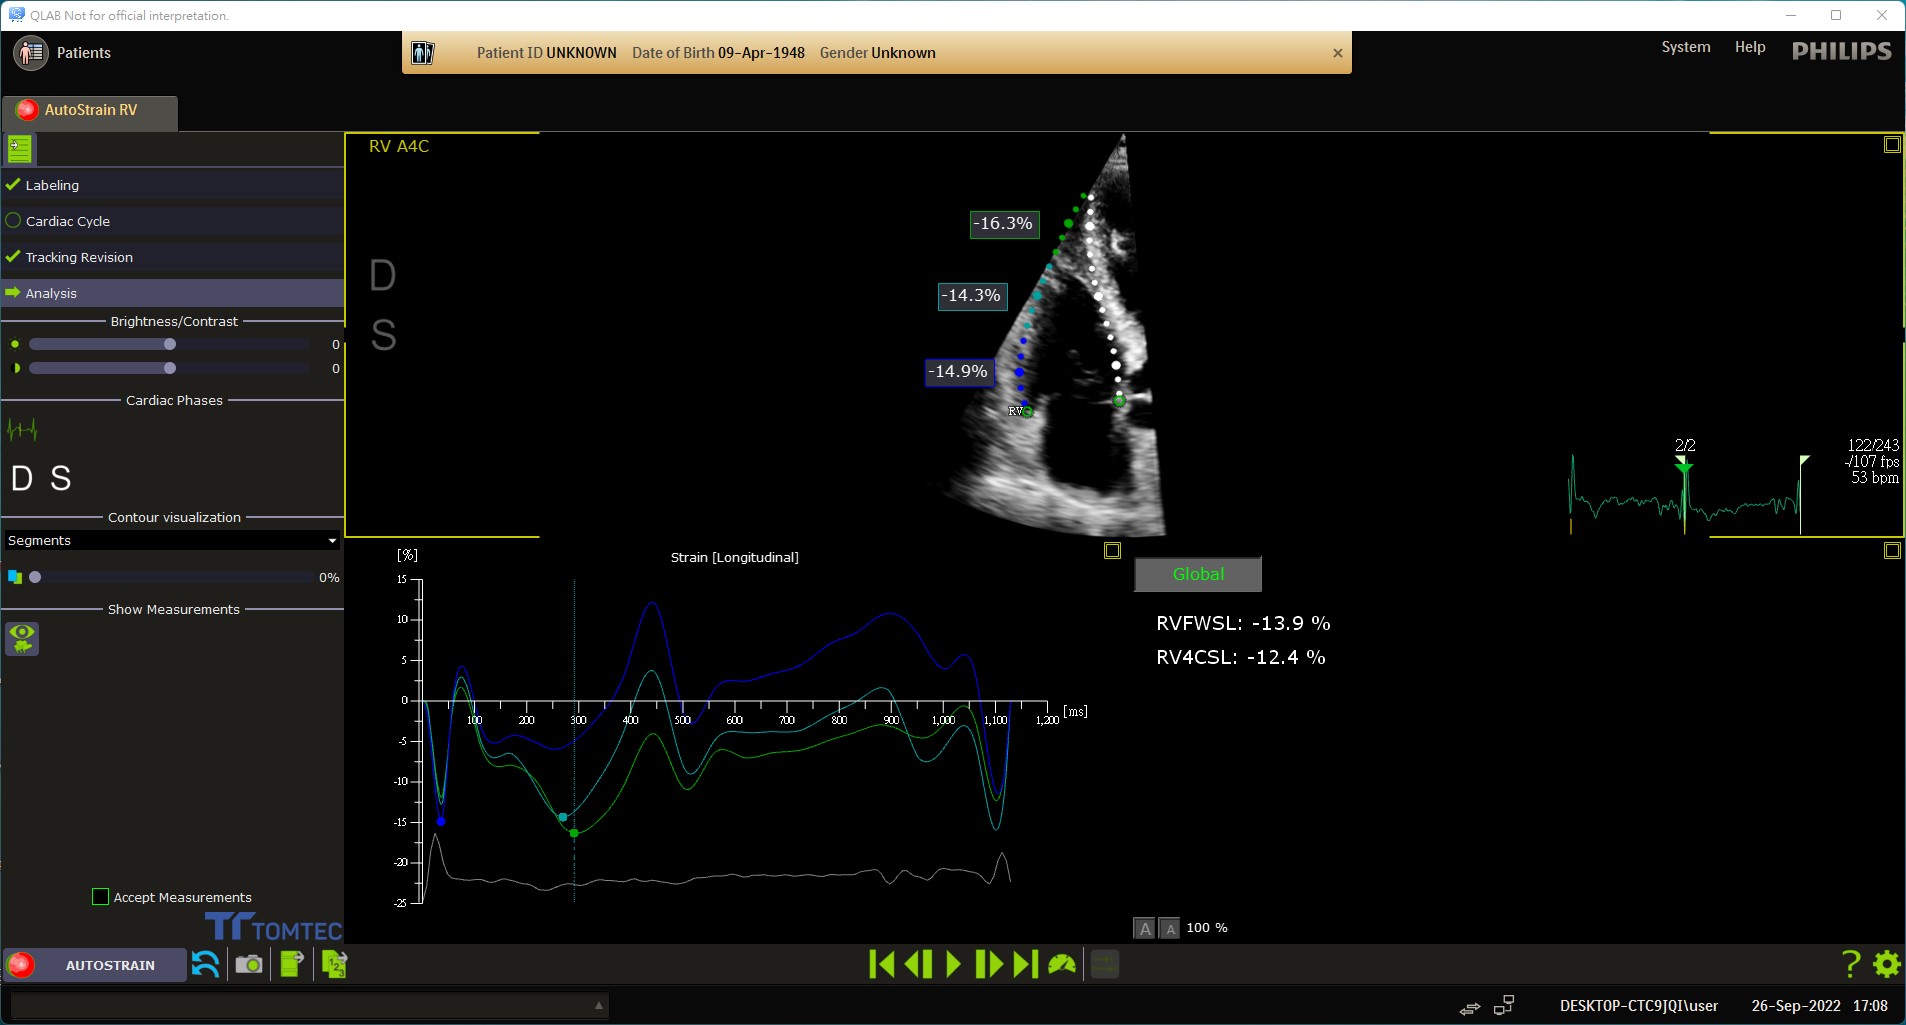 QLAB Not for official interpretation.
Patients
Patient ID UNKNOWN Date of Birth 09-Apr-1948 Gender Unknown
System Help PHILIPS
AutoStrain RV
Labeling
Cardiac Cycle
Tracking Revision
Analysis
Brightness/Contrast
0
0
Cardiac Phases
D S
Contour visualization
Segments
0%
Show Measurements
Accept Measurements
TOMTEC
RV A4C
D
S
-16.3%
-14.3%
-14.9%
RV
2/2
122/243
-/107 fps
53 bpm
[%]
Strain [Longitudinal]
15
10
5
0
-5
-10
-15
-20
-25
100 200 300 400 500 600 700 800 900 1,000 1,100 1,200 [ms]
Global
RVFWSL: -13.9 %
RV4CSL: -12.4 %
A A 100 %
AUTOSTRAIN
1 2 3
?
DESKTOP-CTC9JQI\user 26-Sep-2022 17:08